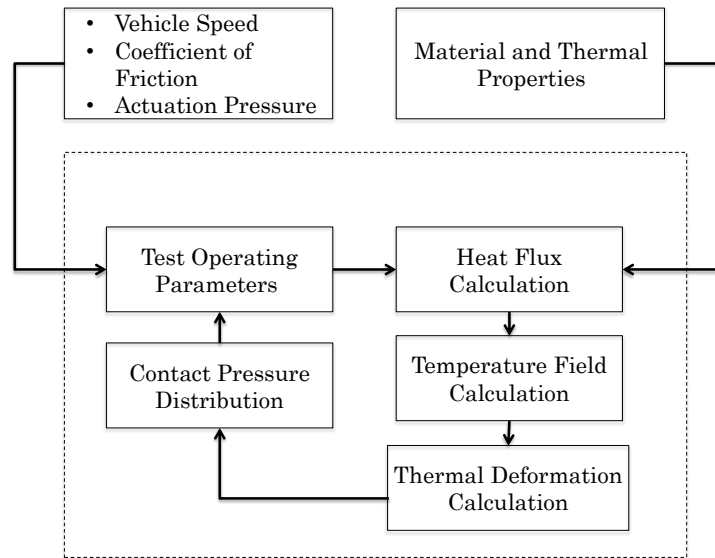 • Vehicle Speed
• Coefficient of
Friction
• Actuation Pressure
Material and Thermal
Properties
Test Operating
Parameters
Heat Flux
Calculation
Contact Pressure
Distribution
Temperature Field
Calculation
Thermal Deformation
Calculation